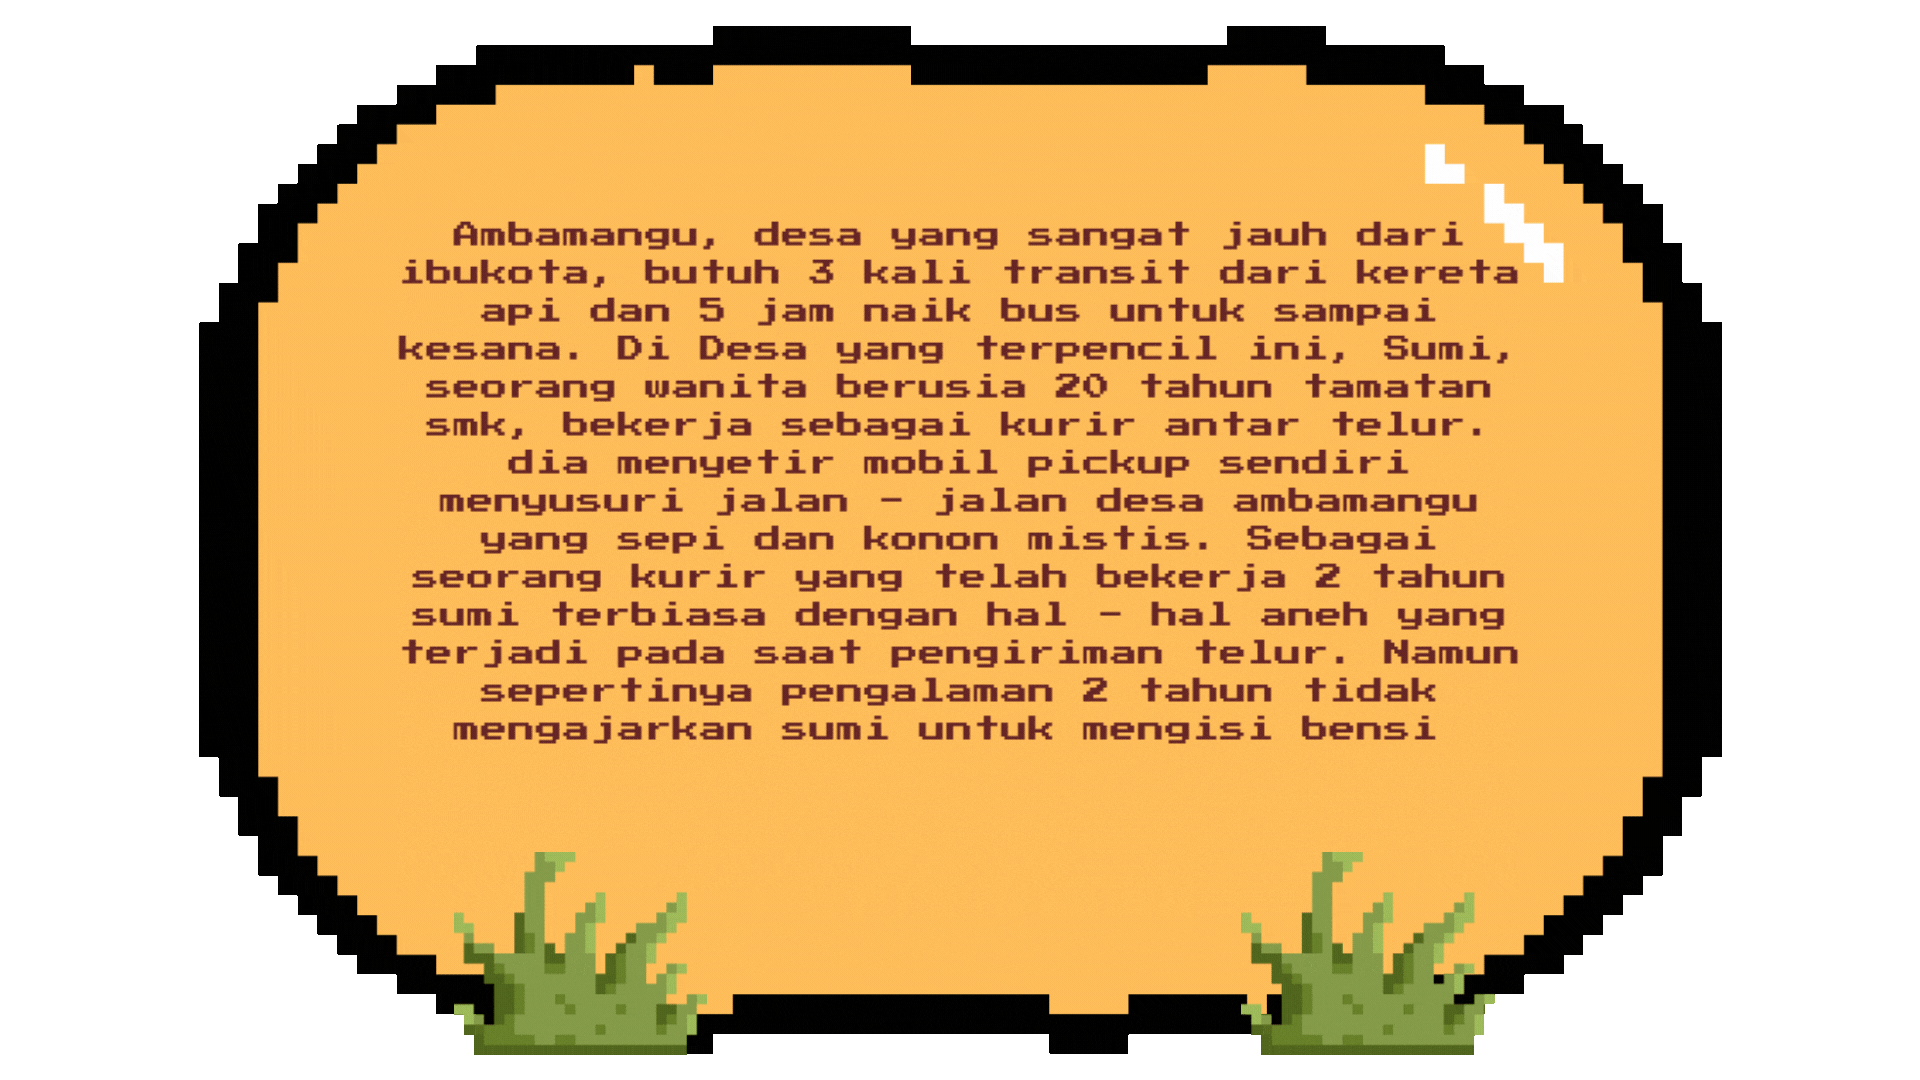 Ambamangu, desa yang sangat jauh dari
ibukota, butuh 3 kali transit dari kereta
api dan 5 jam naik bus untuk sampai
kesana. Di Desa yang terpencil ini, Sumi,
seorang wanita berusia 20 tahun tamatan
smk, bekerja sebagai kurir antar telur.
dia menyetir mobil pickup sendiri
menyusuri jalan - jalan desa ambamangu
yang sepi dan konon mistis. Sebagai
seorang kurir yang telah bekerja 2 tahun
sumi terbiasa dengan hal - hal aneh yang
terjadi pada saat pengiriman telur. Namun
sepertinya pengalaman 2 tahun tidak
mengajarkan sumi untuk mengisi bensi